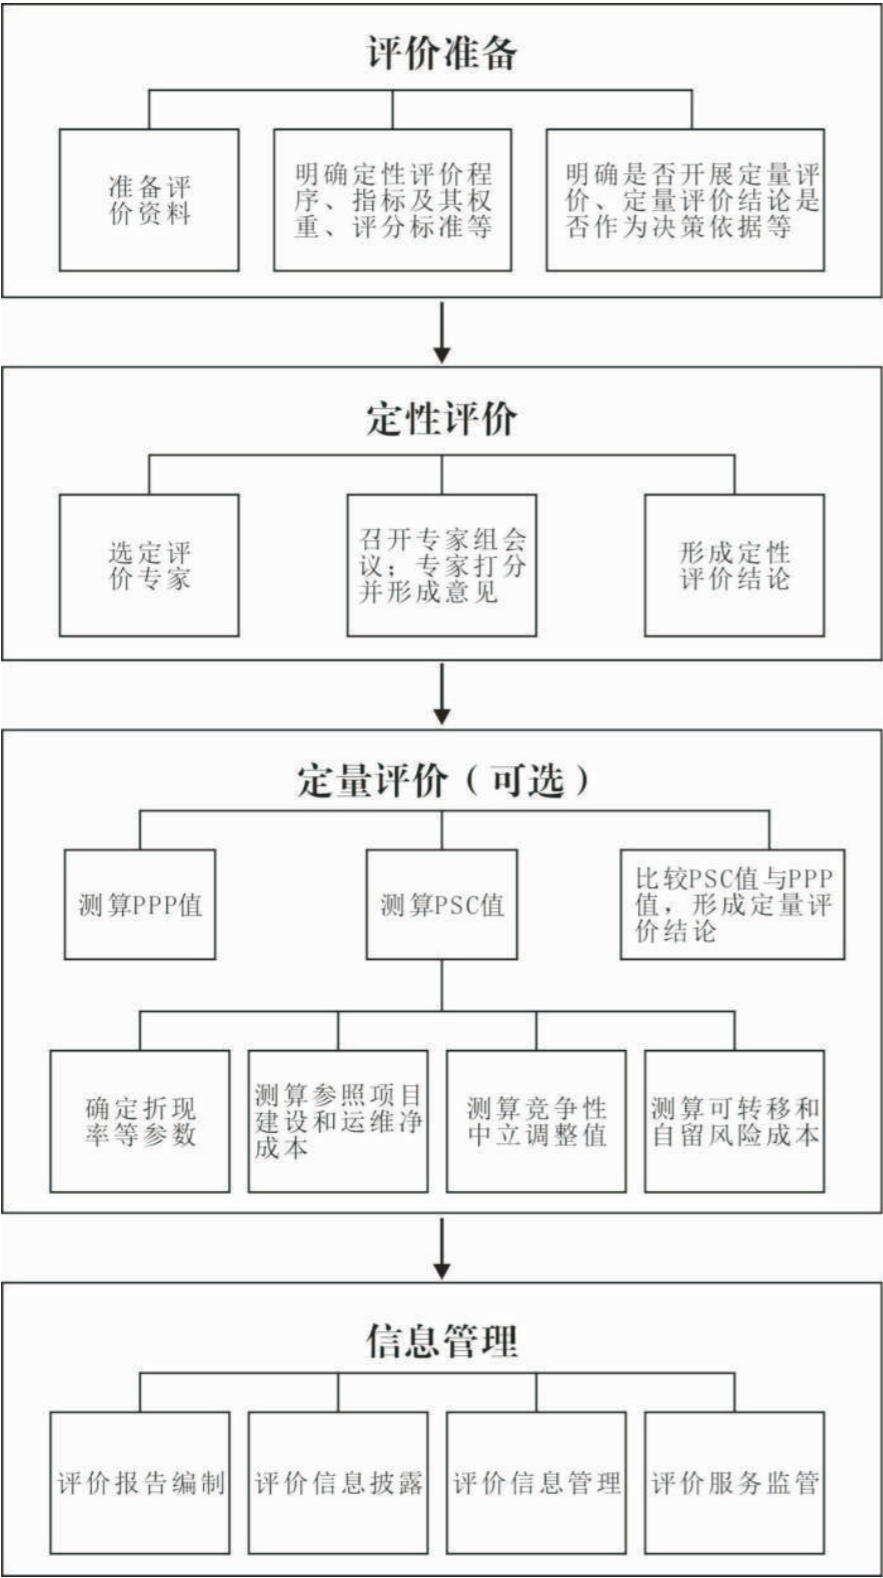 评价准备
准备评
价资料
明确定性评价程
序、指标及其权
重、评分标准等
明确是否开展定量评
价、定量评价结论是
否作为决策依据等
定性评价
选定评
价专家
召开专家组会
议；专家打分
并形成意见
形成定性
评价结论
定量评价（可选）
测算PPP值
测算PSC值
比较PSC值与PPP
值，形成定量评
价结论
确定折现
率等参数
测算参照项目
建设和运维净
成本
测算竞争性
中立调整值
测算可转移和
自留风险成本
信息管理
评价报告编制
评价信息披露
评价信息管理
评价服务监管